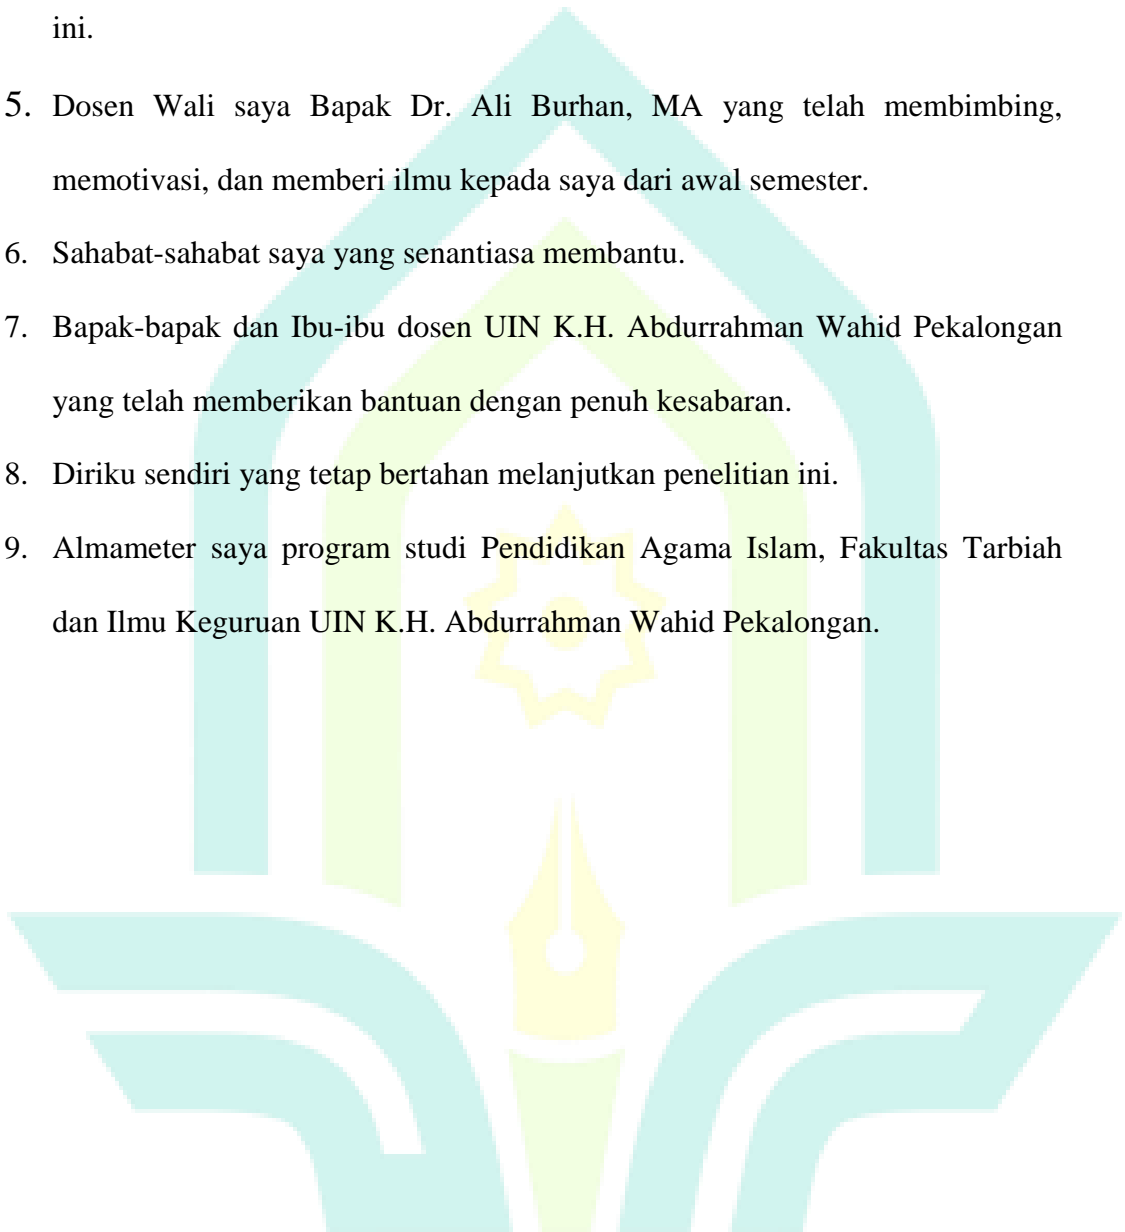 ini.
5. Dosen Wali saya Bapak Dr. Ali Burhan, MA yang telah membimbing,
memotivasi, dan memberi ilmu kepada saya dari awal semester.
6. Sahabat-sahabat saya yang senantiasa membantu.
7. Bapak-bapak dan Ibu-ibu dosen UIN K.H. Abdurrahman Wahid Pekalongan
yang telah memberikan bantuan dengan penuh kesabaran.
8. Diriku sendiri yang tetap bertahan melanjutkan penelitian ini.
9. Almameter saya program studi Pendidikan Agama Islam, Fakultas Tarbiah
dan Ilmu Keguruan UIN K.H. Abdurrahman Wahid Pekalongan.